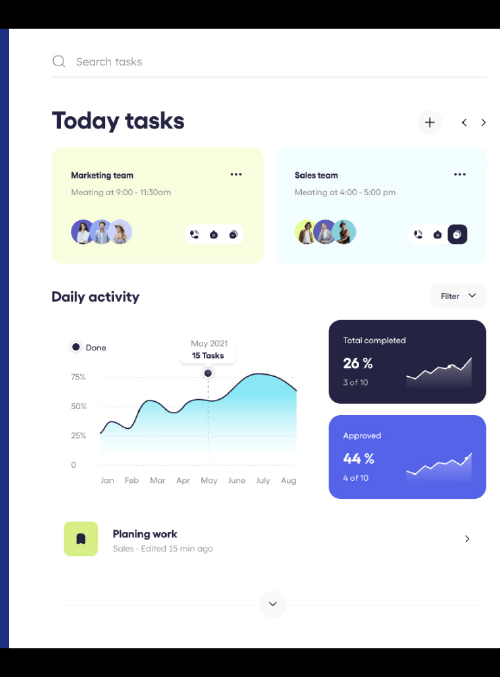 Search tasks
Today tasks
Marketing team
Meating at 9:00 - 11:30am
Sales team
Meating at 4:00 - 5:00 pm
Daily activity
Filter
Done
May 2021
15 Tasks
75%
50%
25%
0
Jan Feb Mar Apr May June July Aug
Total completed
26 %
3 of 10
Approved
44 %
4 of 10
Planing work
Sales · Edited 15 min ago